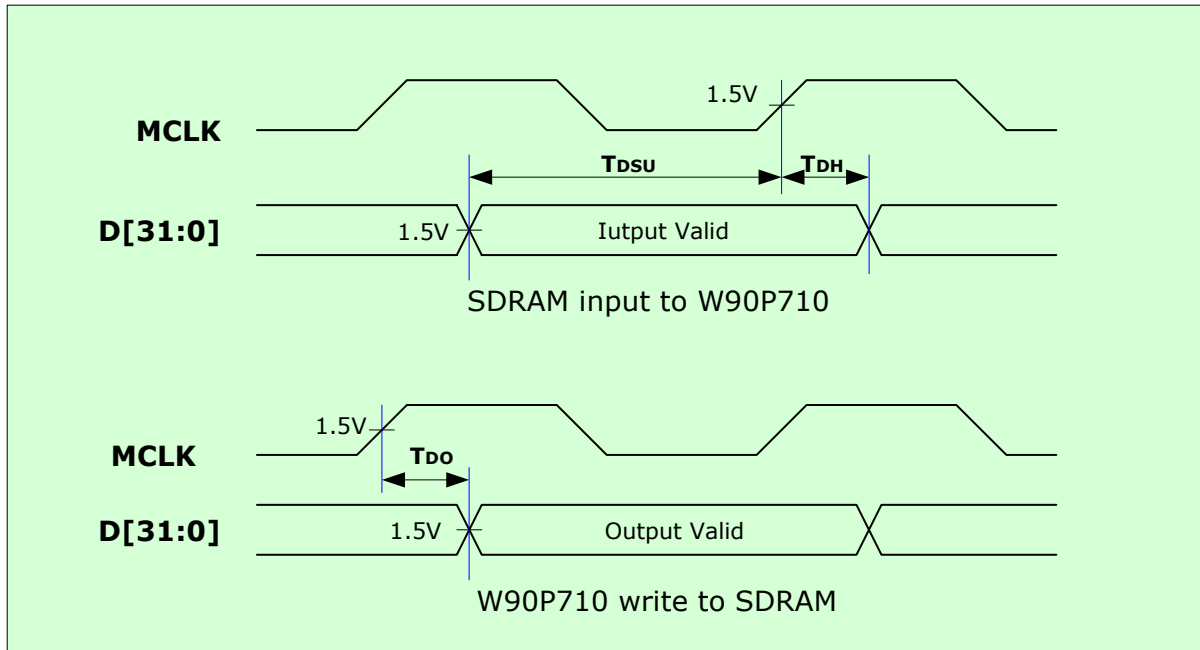 1.5V
MCLK
TDSU
TDH
D[31:0]
1.5V
Iutput Valid
SDRAM input to W90P710
1.5V
MCLK
TDO
D[31:0]
1.5V
Output Valid
W90P710 write to SDRAM